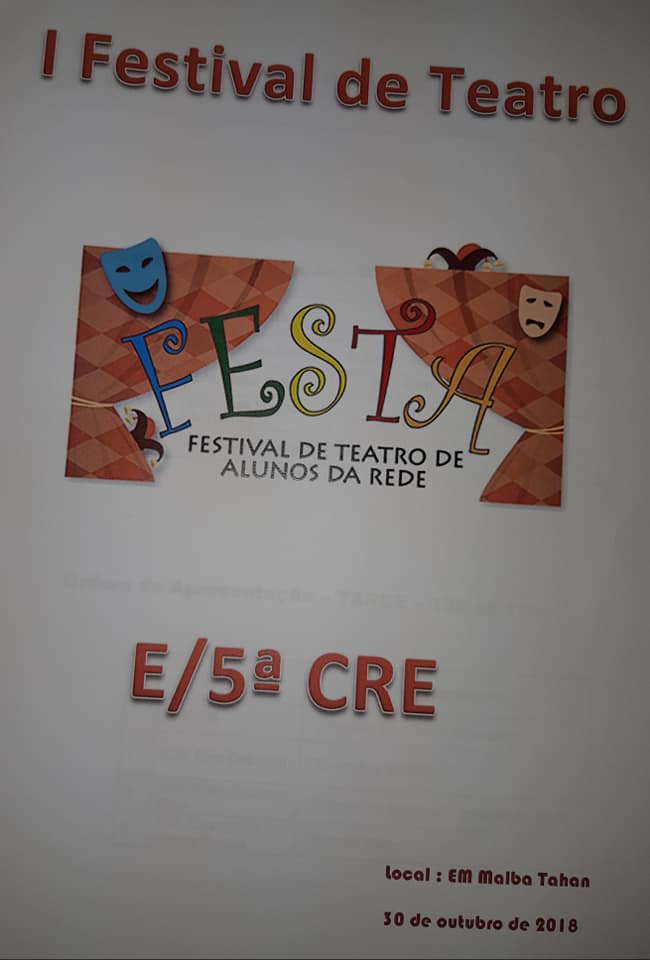 I Festival de Teatro
FESTA
FESTIVAL DE TEATRO DE
ALUNOS DA REDE
E/5ª CRE
Local : EM Malba Tahan
30 de outubro de 2018